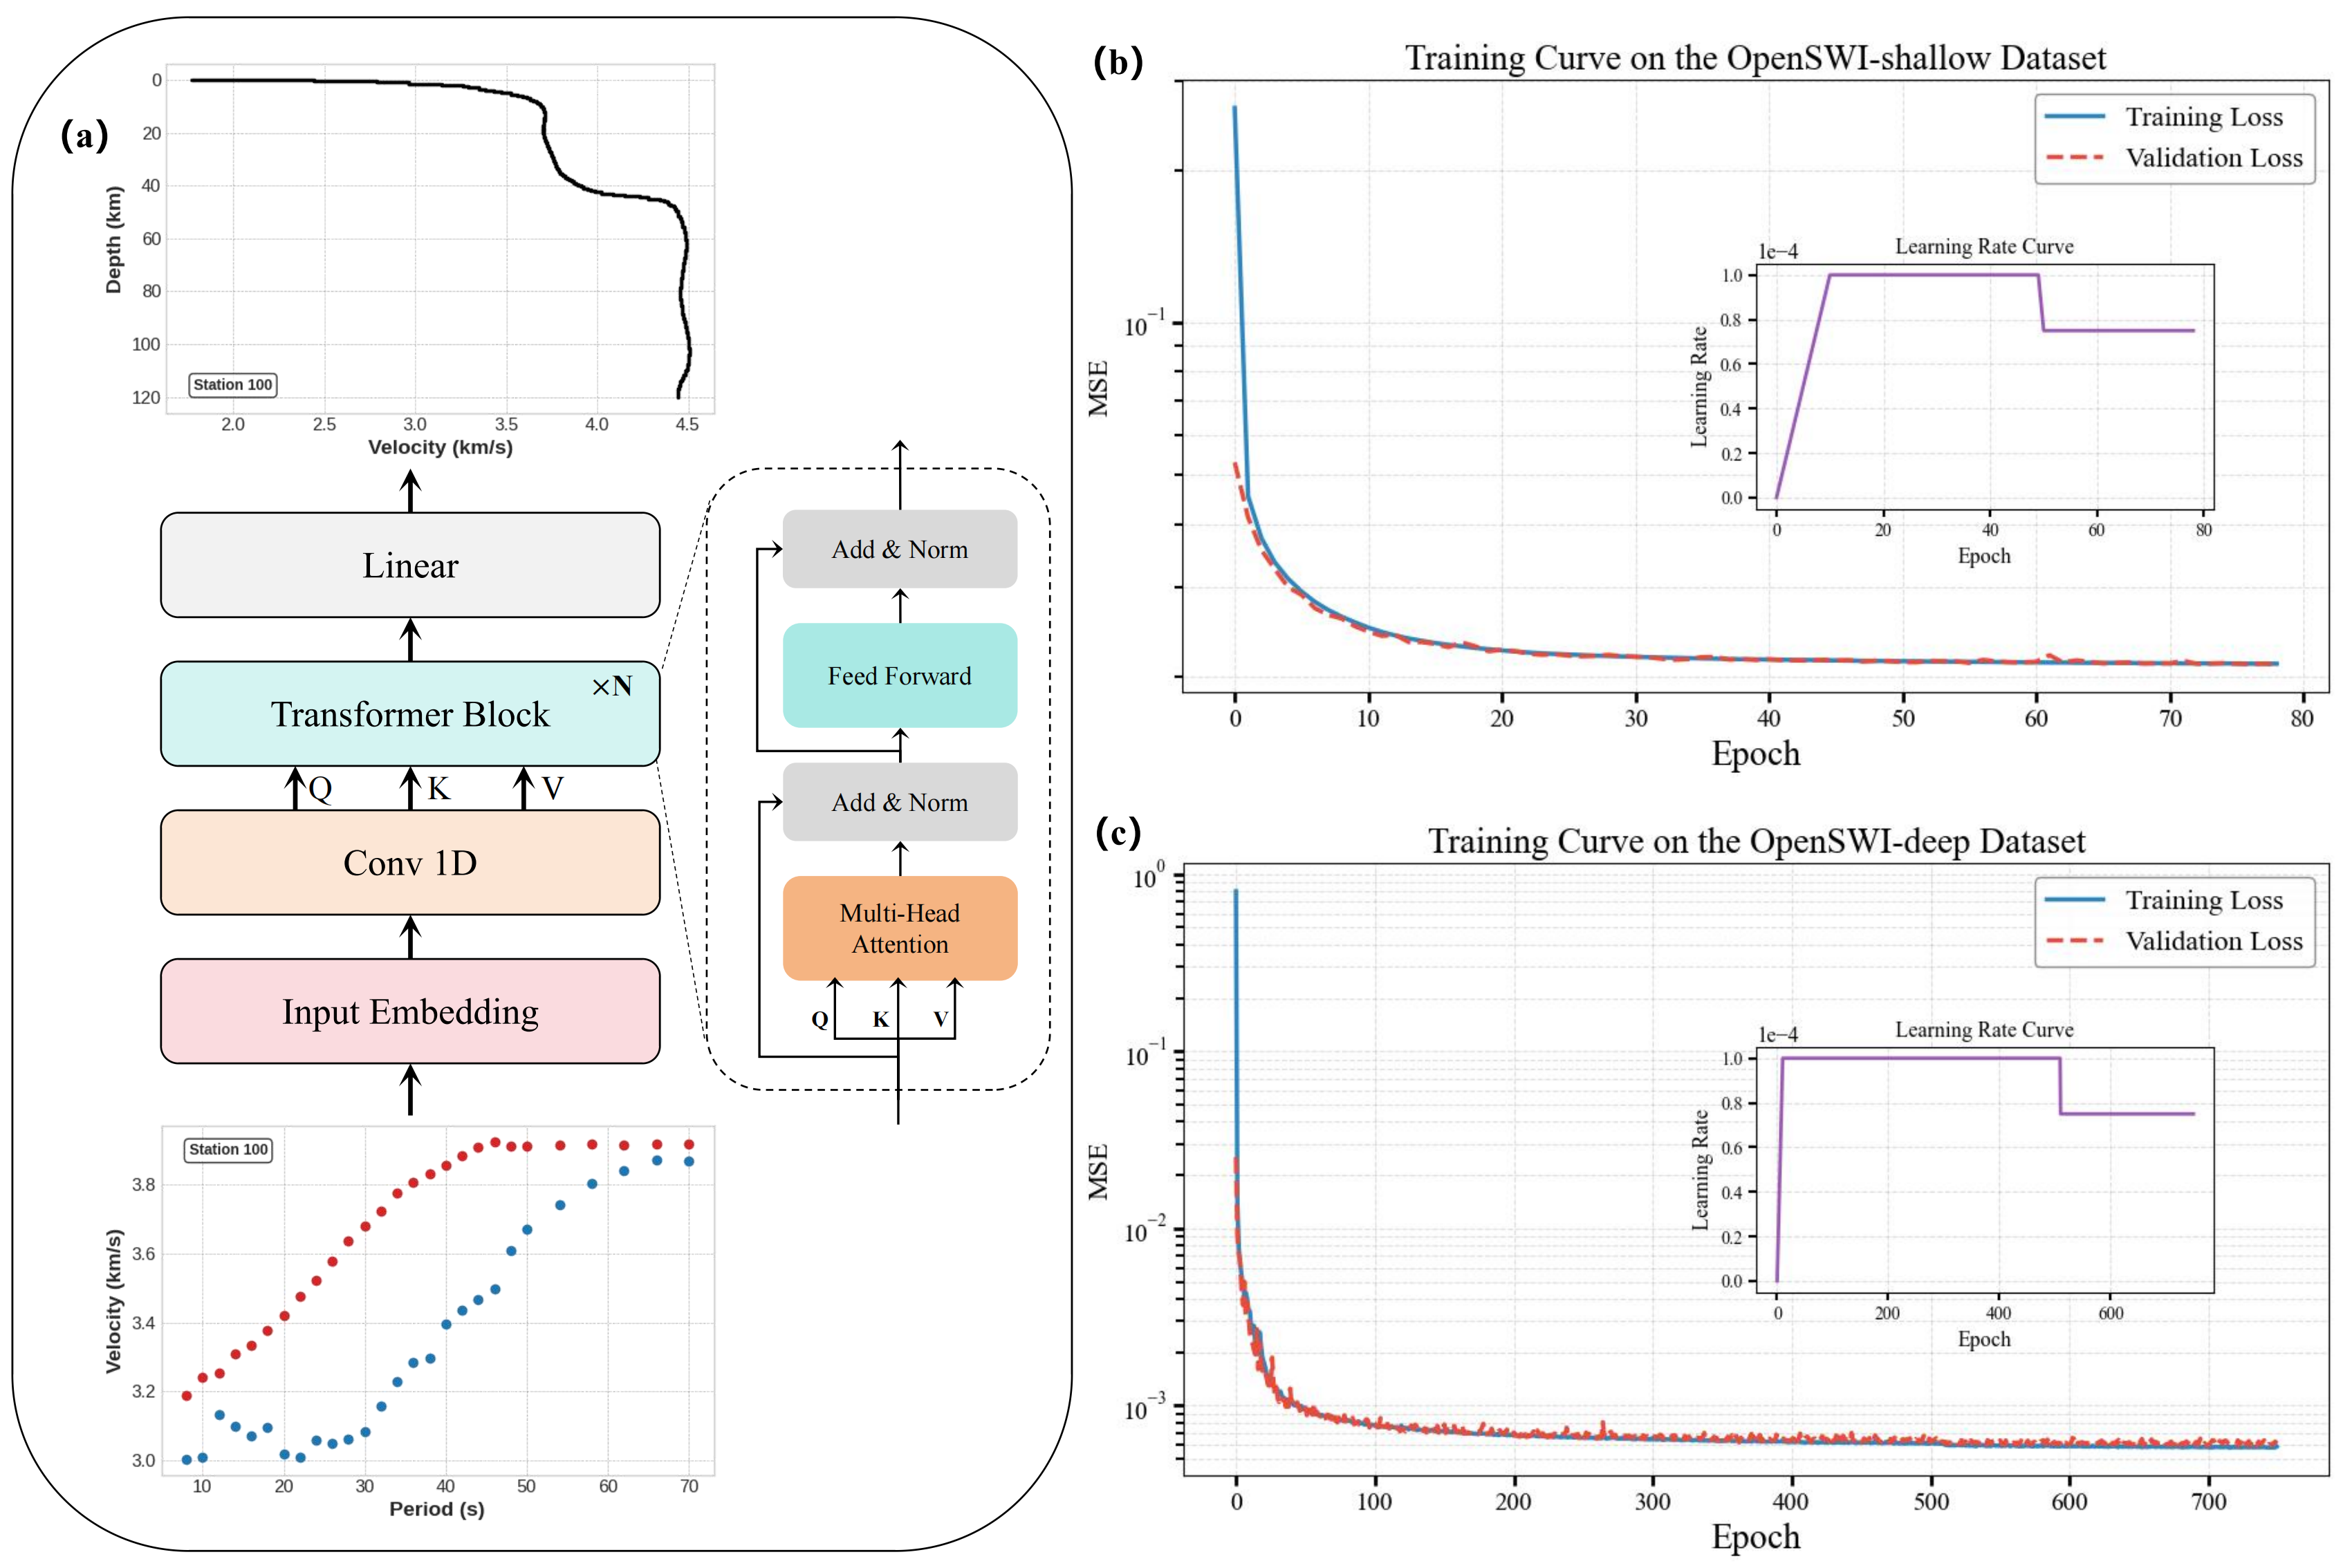 (a)
0
20
40
60
80
100
120
Depth (km)
Station 100
2.0 2.5 3.0 3.5 4.0 4.5
Velocity (km/s)
Linear
×N
Transformer Block
Q K V
Conv 1D
Input Embedding
Add & Norm
Feed Forward
Add & Norm
Multi-Head
Attention
Q K V
Station 100
3.8
3.6
3.4
3.2
3.0
Velocity (km/s)
10 20 30 40 50 60 70
Period (s)
(b)
Training Curve on the OpenSWI-shallow Dataset
Training Loss
Validation Loss
10⁻¹
MSE
1e−4
Learning Rate Curve
1.0
0.8
0.6
0.4
0.2
0.0
Learning Rate
0 20 40 60 80
Epoch
0 10 20 30 40 50 60 70 80
Epoch
(c)
Training Curve on the OpenSWI-deep Dataset
Training Loss
Validation Loss
10⁰
10⁻¹
10⁻²
10⁻³
MSE
1e−4
Learning Rate Curve
1.0
0.8
0.6
0.4
0.2
0.0
Learning Rate
0 200 400 600
Epoch
0 100 200 300 400 500 600 700
Epoch